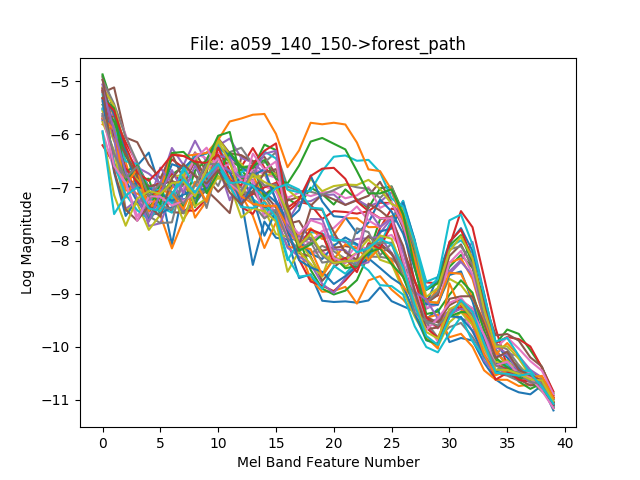 File: a059_140_150->forest_path
Log Magnitude
−5
−6
−7
−8
−9
−10
−11
0 5 10 15 20 25 30 35 40
Mel Band Feature Number